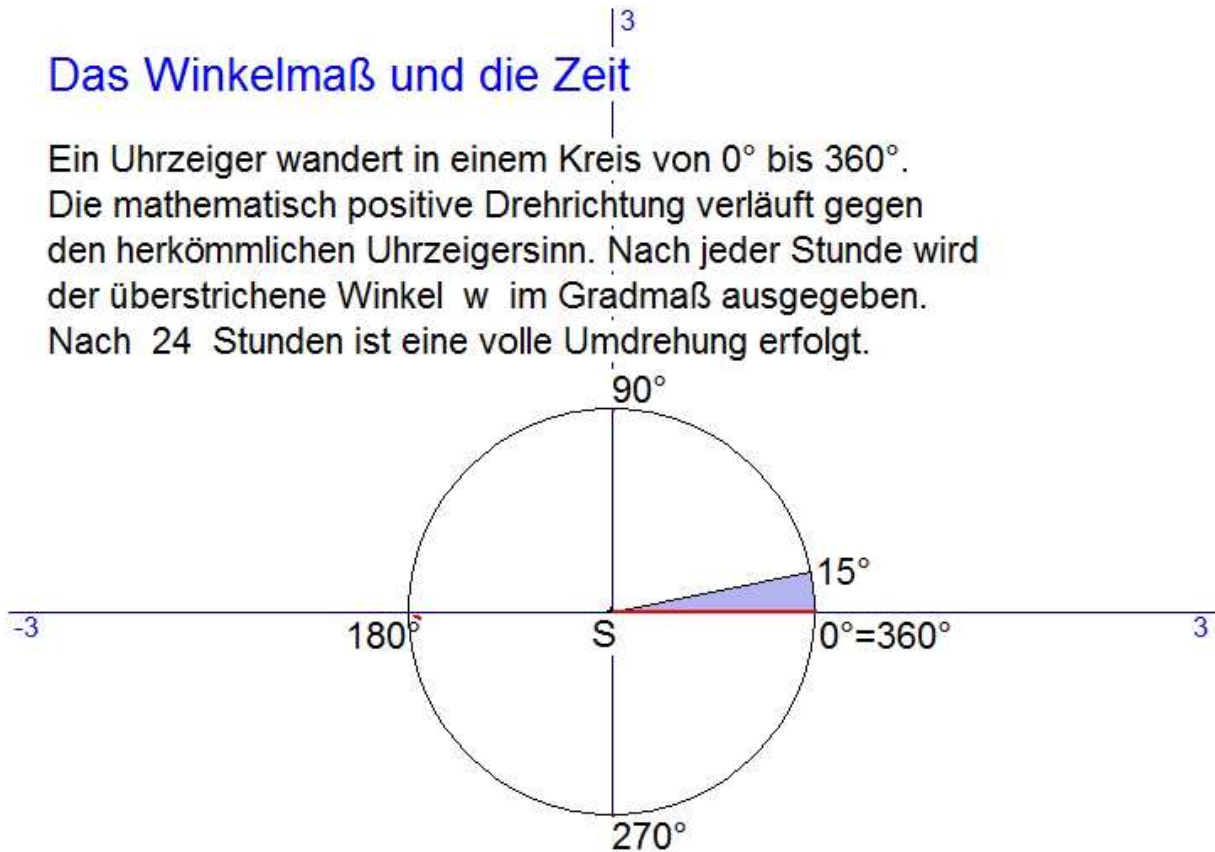 3
Das Winkelmaß und die Zeit
Ein Uhrzeiger wandert in einem Kreis von 0° bis 360°.
Die mathematisch positive Drehrichtung verläuft gegen
den herkömmlichen Uhrzeigersinn. Nach jeder Stunde wird
der überstrichene Winkel w im Gradmaß ausgegeben.
Nach 24 Stunden ist eine volle Umdrehung erfolgt.
90°
15°
-3 180° S 0°=360° 3
270°